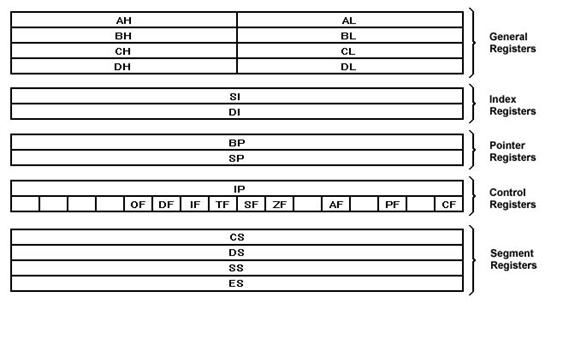 AH AL
BH BL
CH CL
DH DL
General
Registers
SI
DI
Index
Registers
BP
SP
Pointer
Registers
IP
OF DF IF TF SF ZF AF PF CF
Control
Registers
CS
DS
SS
ES
Segment
Registers